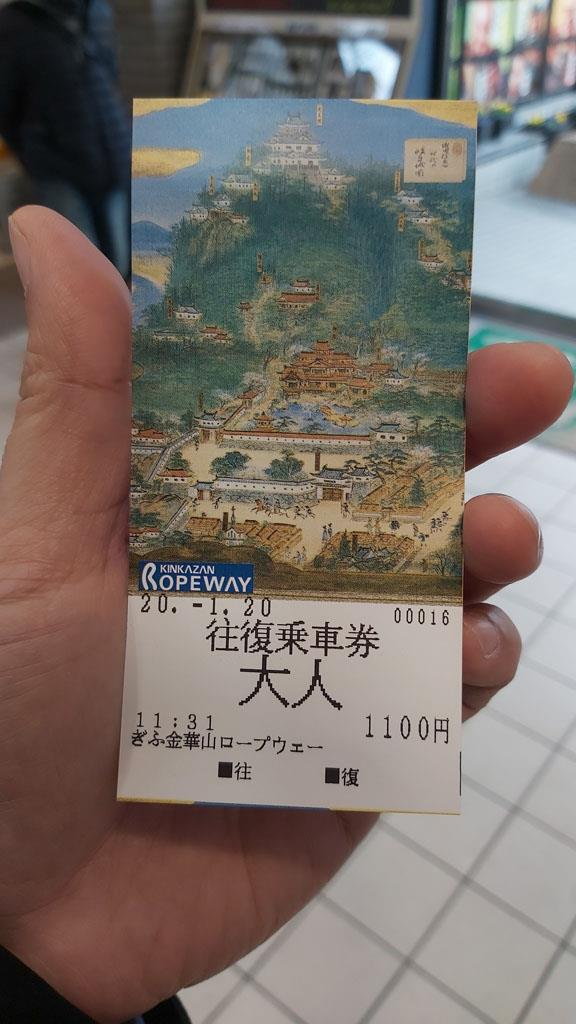 KINKAZAN
ROPEWAY
20.-1.20
00016
往復乗車券
大人
11:31
1100円
ぎふ金華山ロープウェー
■往 ■復